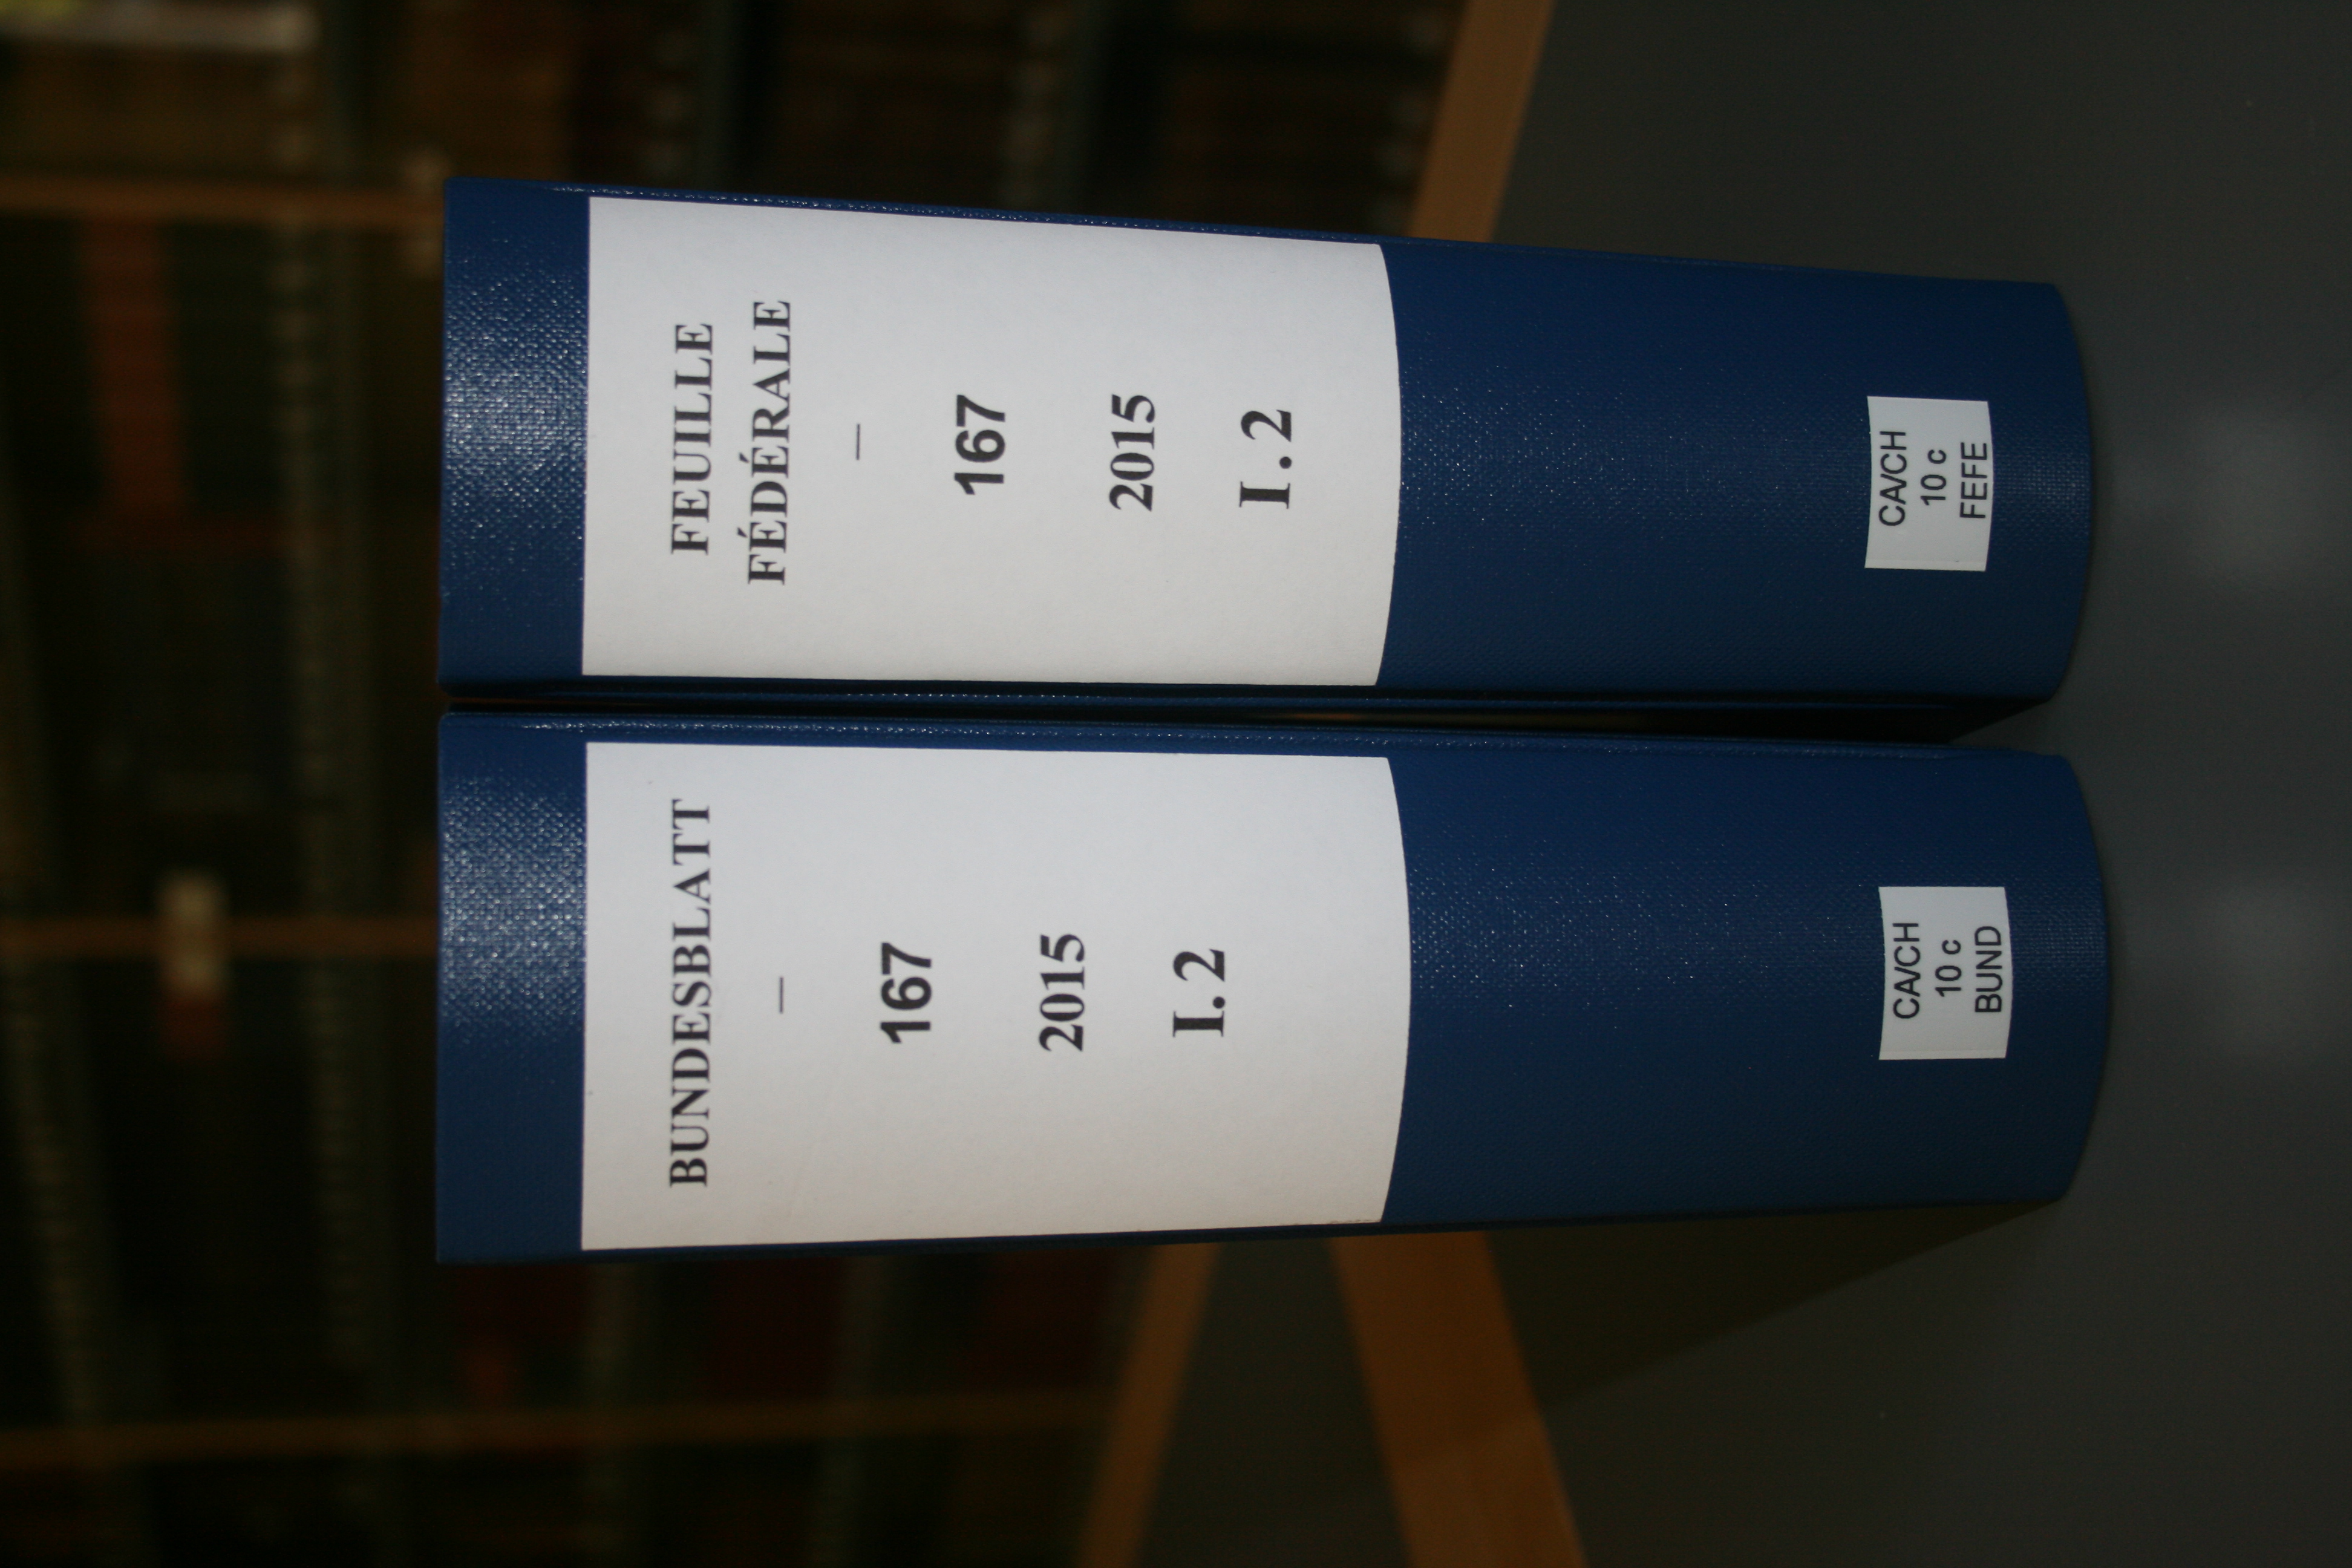 BUNDESBLATT
—
167
2015
I. 2
CA/CH
10 c
BUND
FEUILLE
FÉDÉRALE
—
167
2015
I . 2
CA/CH
10 c
FEFE